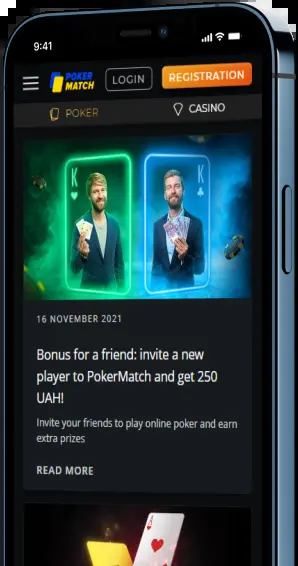 9:41
POKER
MATCH
LOGIN
REGISTRATION
POKER
CASINO
K
K
16 NOVEMBER 2021
Bonus for a friend: invite a new
player to PokerMatch and get 250
UAH!
Invite your friends to play online poker and earn
extra prizes
READ MORE